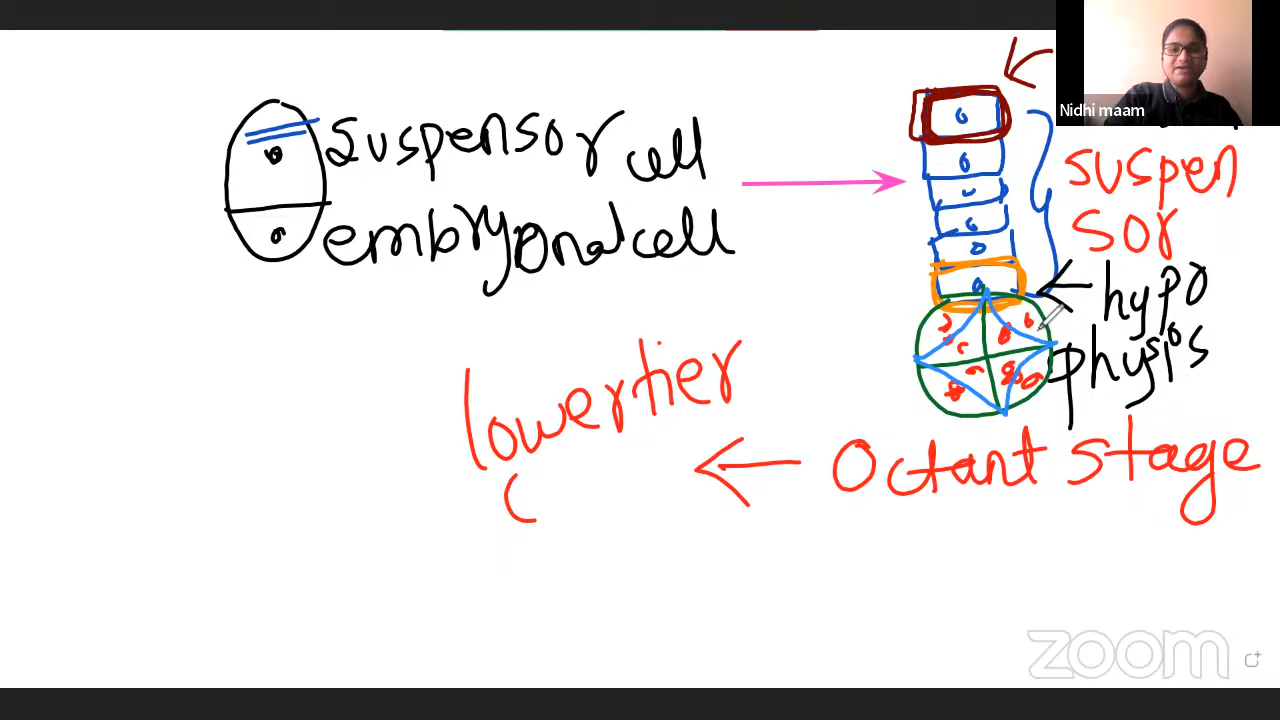 Nidhi maam
suspensor cell
embryonal cell
suspen
sor
hypo
physis
lowertier
Octant stage
zoom